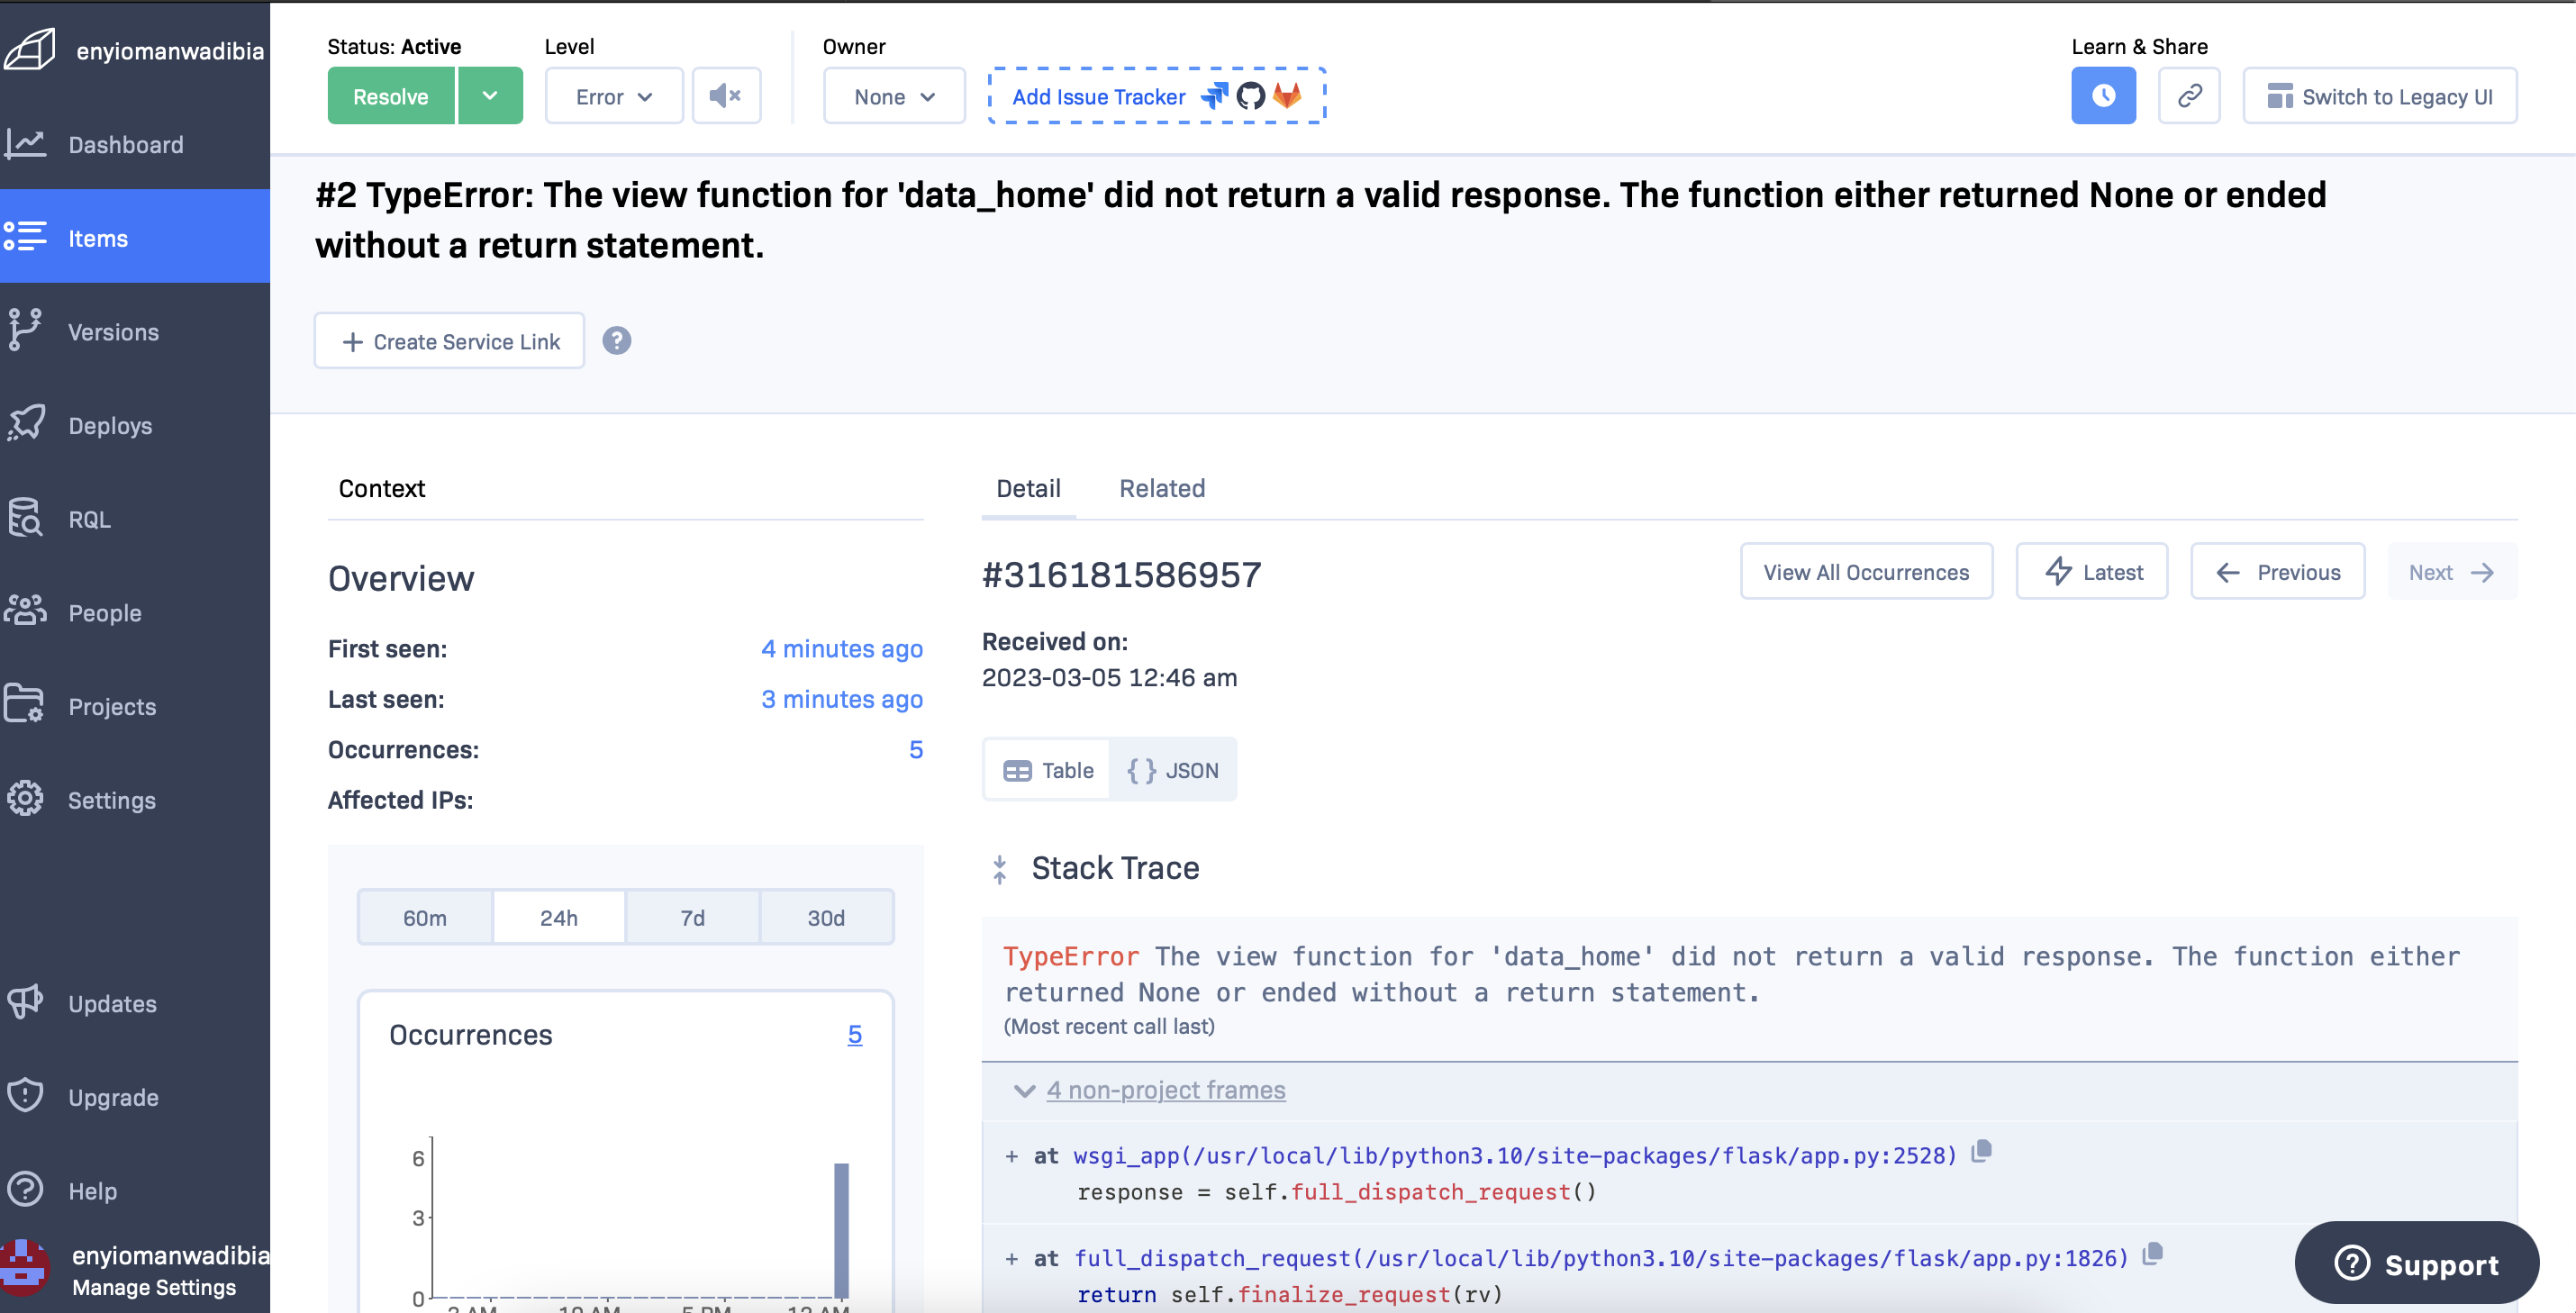 enyiomanwadibia
Dashboard
Items
Versions
Deploys
RQL
People
Projects
Settings
Updates
Upgrade
Help
enyiomanwadibia
Manage Settings
Status: Active
Resolve
Level
Error
Owner
None
Add Issue Tracker
Learn & Share
Switch to Legacy UI
#2 TypeError: The view function for 'data_home' did not return a valid response. The function either returned None or ended
without a return statement.
+ Create Service Link
?
Context
Overview
First seen: 4 minutes ago
Last seen: 3 minutes ago
Occurrences: 5
Affected IPs:
60m 24h 7d 30d
Occurrences 5
6
3
0
Detail Related
#316181586957
View All Occurrences
Latest
← Previous
Next →
Received on:
2023-03-05 12:46 am
Table
{ } JSON
Stack Trace
TypeError The view function for 'data_home' did not return a valid response. The function either
returned None or ended without a return statement.
(Most recent call last)
4 non-project frames
+ at wsgi_app(/usr/local/lib/python3.10/site-packages/flask/app.py:2528)
response = self.full_dispatch_request()
+ at full_dispatch_request(/usr/local/lib/python3.10/site-packages/flask/app.py:1826)
return self.finalize_request(rv)
? Support